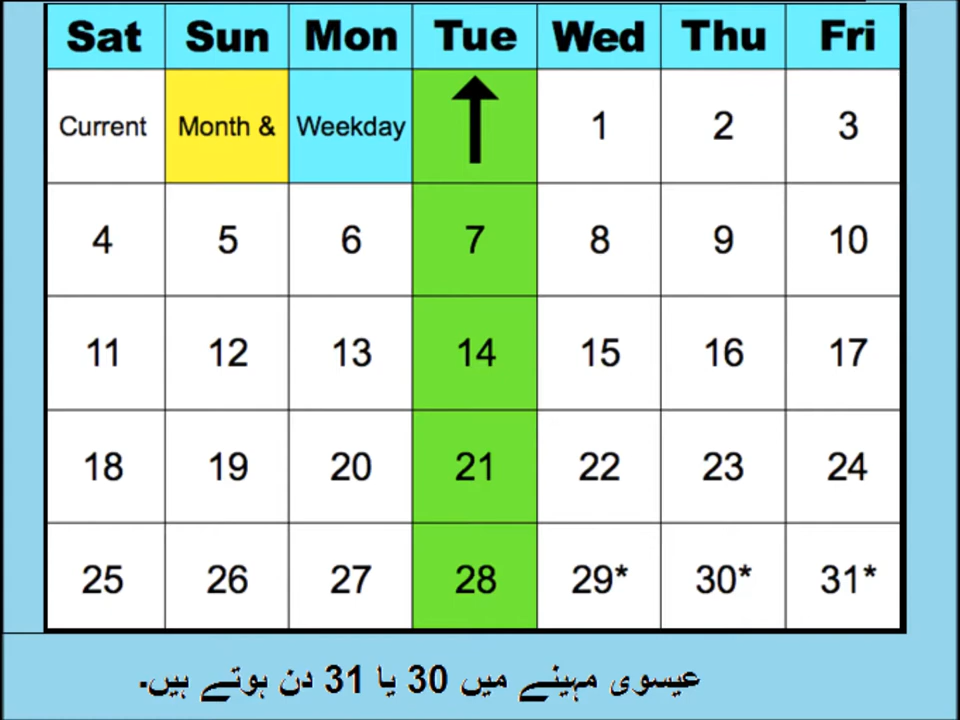 Sat Sun Mon Tue Wed Thu Fri
Current Month & Weekday 1 2 3
4 5 6 7 8 9 10
11 12 13 14 15 16 17
18 19 20 21 22 23 24
25 26 27 28 29* 30* 31*
عیسوی مہینے میں 30 یا 31 دن ہوتے ہیں۔